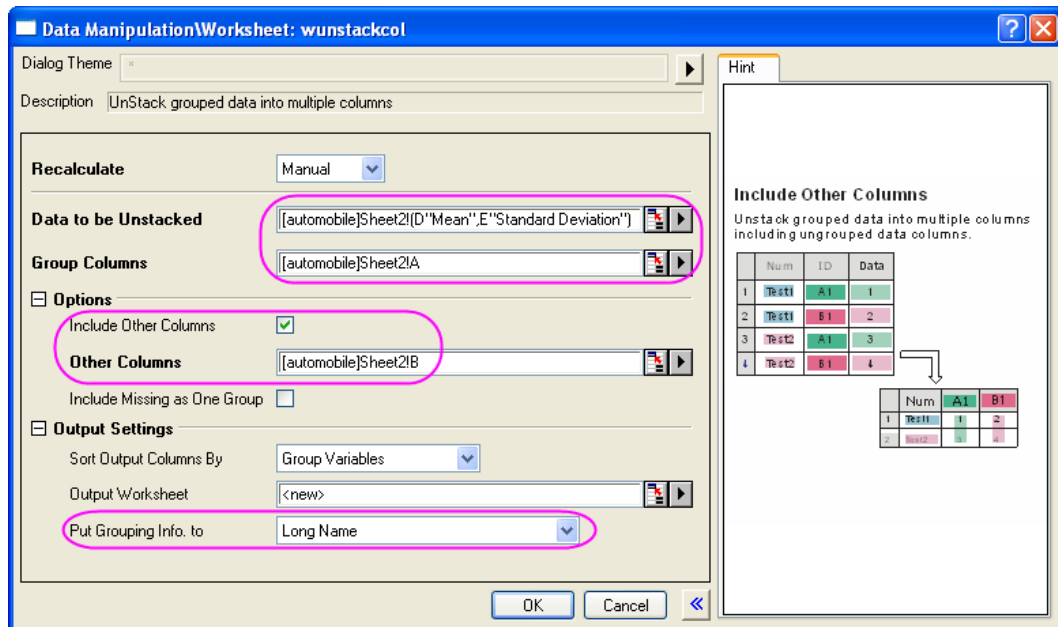 Data Manipulation\Worksheet: wunstackcol
Dialog Theme *
Description UnStack grouped data into multiple columns
Recalculate Manual
Data to be Unstacked [automobile]Sheet2!(D"Mean",E"Standard Deviation")
Group Columns [automobile]Sheet2!A
Options
Include Other Columns
Other Columns [automobile]Sheet2!B
Include Missing as One Group
Output Settings
Sort Output Columns By Group Variables
Output Worksheet <new>
Put Grouping Info. to Long Name
OK Cancel
Hint
Include Other Columns
Unstack grouped data into multiple columns
including ungrouped data columns.
Num ID Data
1 Test1 A1 1
2 Test1 B1 2
3 Test2 A1 3
4 Test2 B1 4
Num A1 B1
1 Test1 1 2
2 Test2 3 4